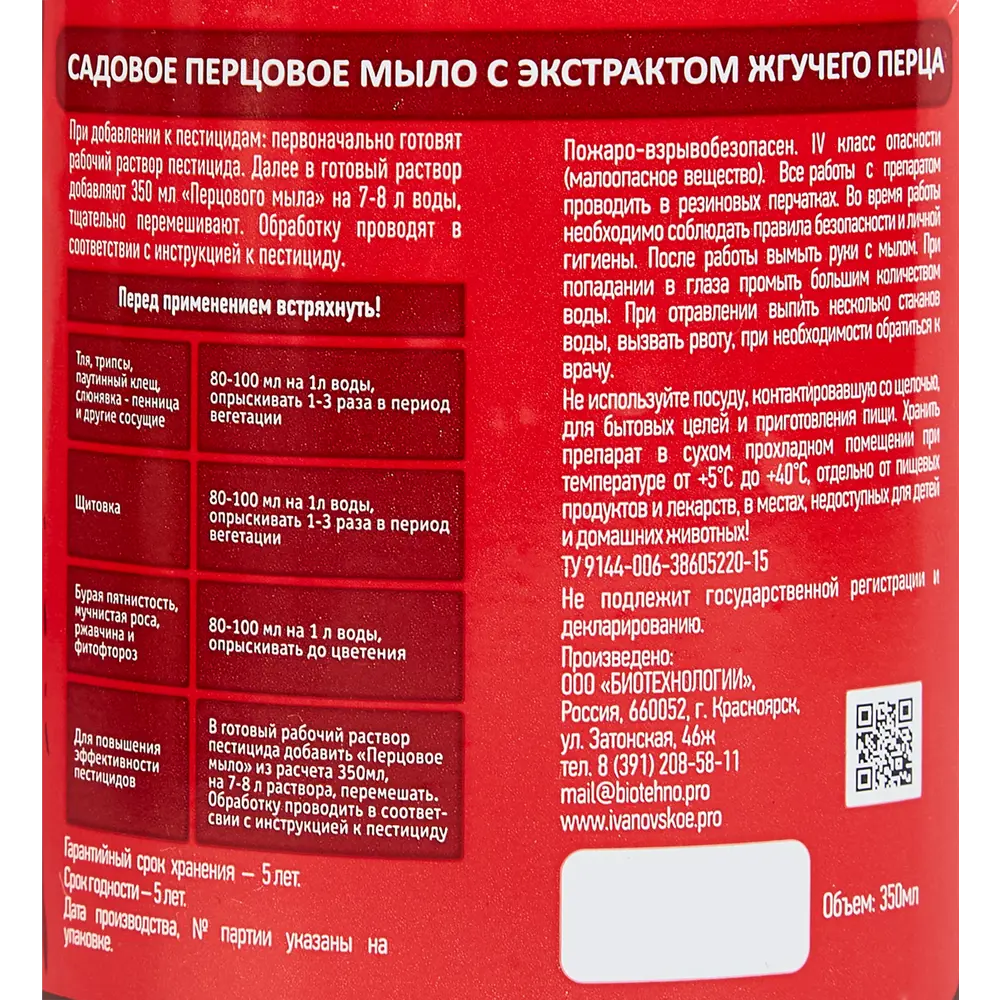 САДОВОЕ ПЕРЦОВОЕ МЫЛО С ЭКСТРАКТОМ ЖГУЧЕГО ПЕРЦА
При добавлении к пестицидам: первоначально готовят
рабочий раствор пестицида. Далее в готовый раствор
добавляют 350 мл «Перцового мыла» на 7-8 л воды,
тщательно перемешивают. Обработку проводят в
соответствии с инструкцией к пестициду.
Перед применением встряхнуть!
Тля, трипсы,
паутинный клещ,
слюнявка - пенница
и другие сосущие
80-100 мл на 1л воды,
опрыскивать 1-3 раза в период
вегетации
Щитовка
80-100 мл на 1л воды,
опрыскивать 1-3 раза в период
вегетации
Бурая пятнистость,
мучнистая роса,
ржавчина и
фитофтороз
80-100 мл на 1 л воды,
опрыскивать до цветения
Для повышения
эффективности
пестицидов
В готовый рабочий раствор
пестицида добавить «Перцовое
мыло» из расчета 350мл,
на 7-8 л раствора, перемешать.
Обработку проводить в соответ-
свии с инструкцией к пестициду
Гарантийный срок хранения – 5 лет.
Срок годности – 5 лет.
Дата производства, № партии указаны на
упаковке.
Пожаро-взрывобезопасен. IV класс опасности
(малоопасное вещество). Все работы с препаратом
проводить в резиновых перчатках. Во время работы
необходимо соблюдать правила безопасности и личной
гигиены. После работы вымыть руки с мылом. При
попадании в глаза промыть большим количеством
воды. При отравлении выпить несколько стаканов
воды, вызвать рвоту, при необходимости обратиться к
врачу.
Не используйте посуду, контактировавшую со щелочью,
для бытовых целей и приготовления пищи. Хранить
препарат в сухом прохладном помещении при
температуре от +5°С до +40°С, отдельно от пищевых
продуктов и лекарств, в местах, недоступных для детей
и домашних животных!
ТУ 9144-006-38605220-15
Не подлежит государственной регистрации и
декларированию.
Произведено:
ООО «БИОТЕХНОЛОГИИ»,
Россия, 660052, г. Красноярск,
ул. Затонская, 46ж
тел. 8 (391) 208-58-11
mail@biotehno.pro
www.ivanovskoe.pro
Объем: 350мл